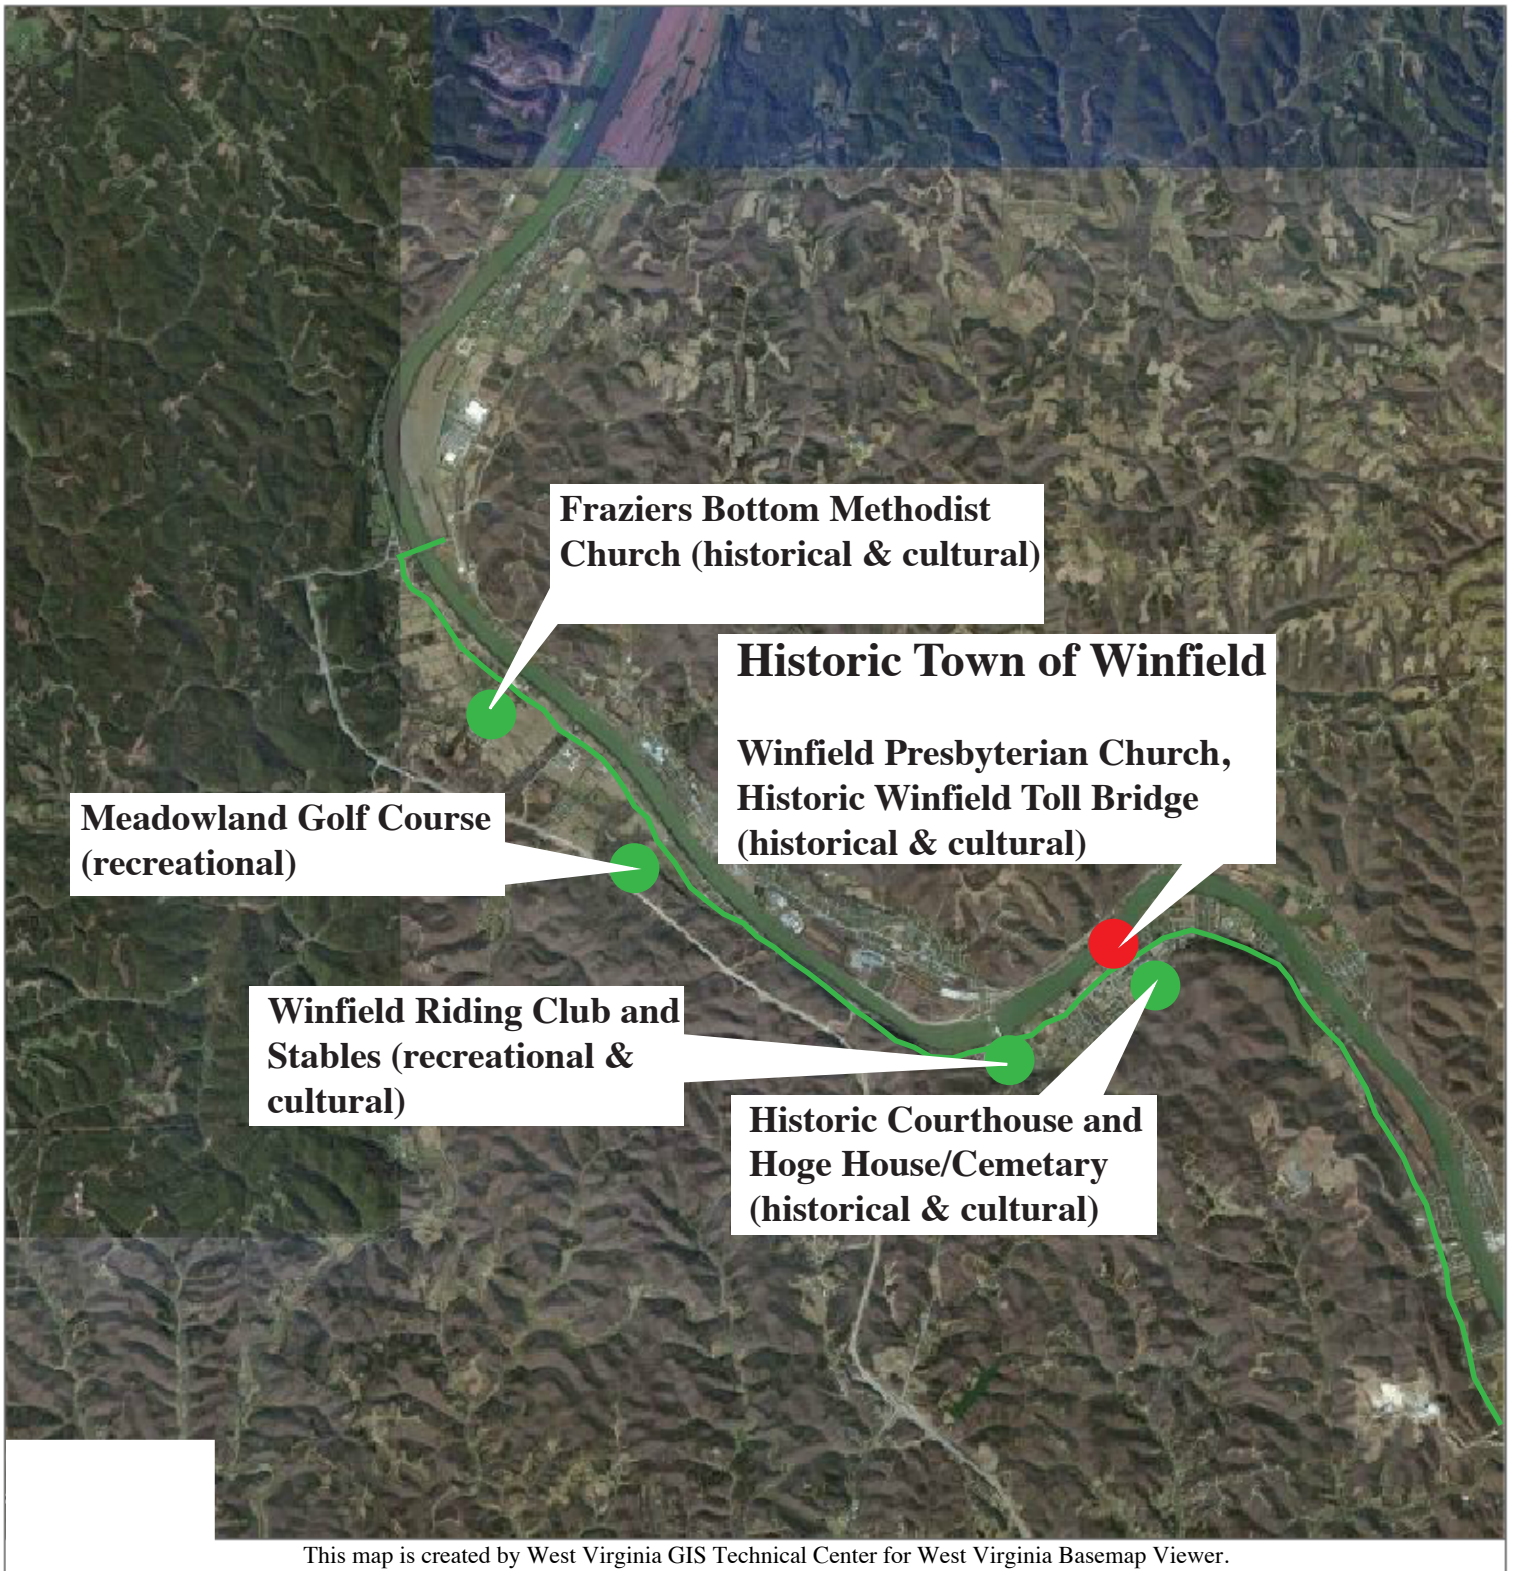 Fraziers Bottom Methodist
Church (historical & cultural)
Historic Town of Winfield
Winfield Presbyterian Church,
Historic Winfield Toll Bridge
(historical & cultural)
Meadowland Golf Course
(recreational)
Winfield Riding Club and
Stables (recreational &
cultural)
Historic Courthouse and
Hoge House/Cemetary
(historical & cultural)
This map is created by West Virginia GIS Technical Center for West Virginia Basemap Viewer.